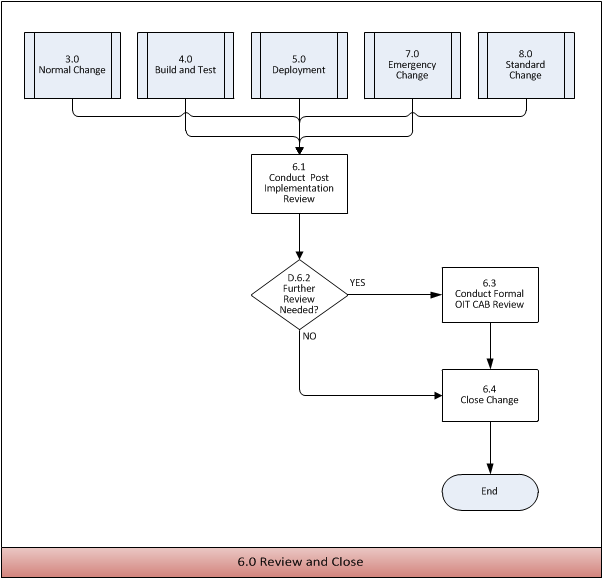 3.0
Normal Change
4.0
Build and Test
5.0
Deployment
7.0
Emergency
Change
8.0
Standard
Change
6.1
Conduct Post
Implementation
Review
D.6.2
Further
Review
Needed?
YES
NO
6.3
Conduct Formal
OIT CAB Review
6.4
Close Change
End
6.0 Review and Close